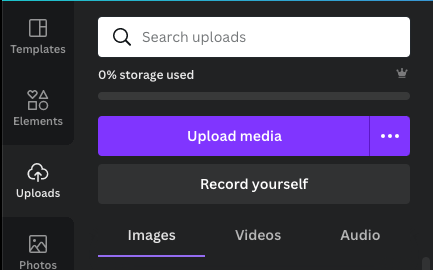 Templates
Elements
Uploads
Photos
Search uploads
0% storage used
Upload media
Record yourself
Images
Videos
Audio